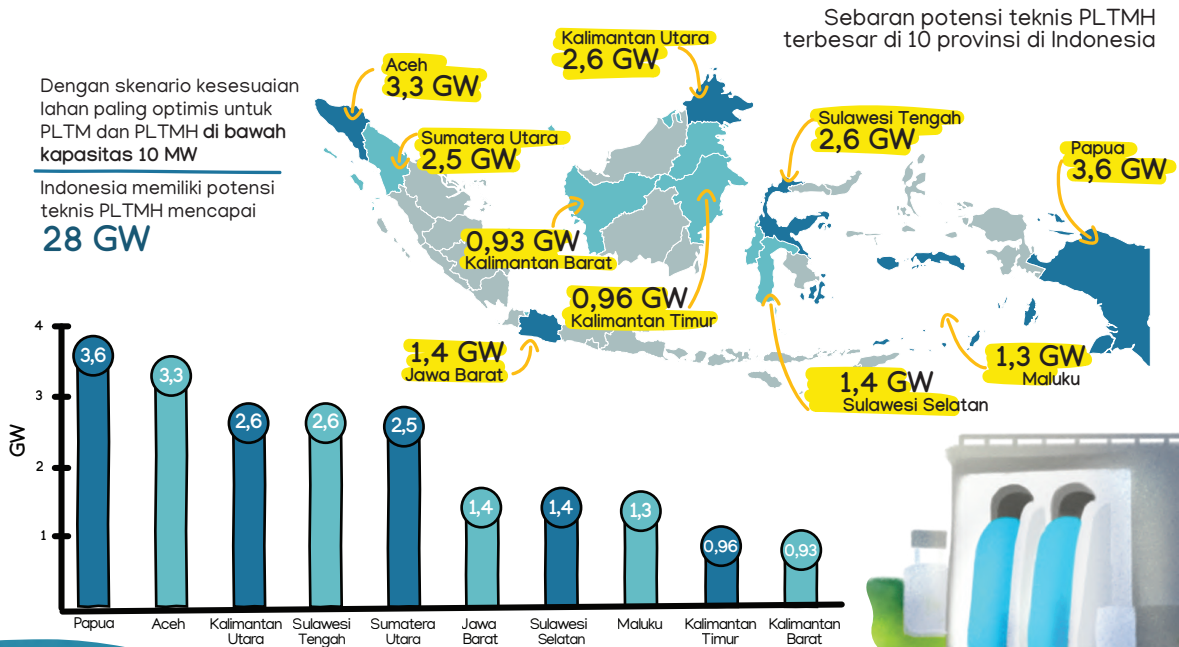 Sebaran potensi teknis PLTMH
terbesar di 10 provinsi di Indonesia
Dengan skenario kesesuaian
lahan paling optimis untuk
PLTM dan PLTMH di bawah
kapasitas 10 MW
Indonesia memiliki potensi
teknis PLTMH mencapai
28 GW
Aceh
3,3 GW
Sumatera Utara
2,5 GW
Kalimantan Utara
2,6 GW
Sulawesi Tengah
2,6 GW
Papua
3,6 GW
0,93 GW
Kalimantan Barat
0,96 GW
Kalimantan Timur
1,4 GW
Jawa Barat
1,4 GW
Sulawesi Selatan
1,3 GW
Maluku
GW
4
3
2
1
3,6
3,3
2,6
2,6
2,5
1,4
1,4
1,3
0,96
0,93
Papua
Aceh
Kalimantan
Utara
Sulawesi
Tengah
Sumatera
Utara
Jawa
Barat
Sulawesi
Selatan
Maluku
Kalimantan
Timur
Kalimantan
Barat